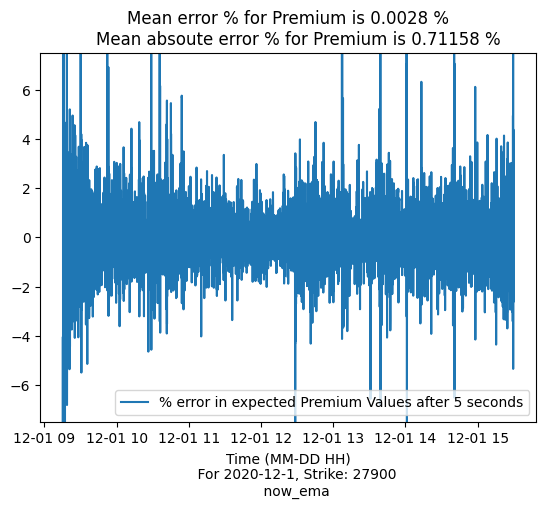 Mean error % for Premium is 0.0028 %
Mean absoute error % for Premium is 0.71158 %
6
4
2
0
−2
−4
−6
% error in expected Premium Values after 5 seconds
12-01 09 12-01 10 12-01 11 12-01 12 12-01 13 12-01 14 12-01 15
Time (MM-DD HH)
For 2020-12-1, Strike: 27900
now_ema